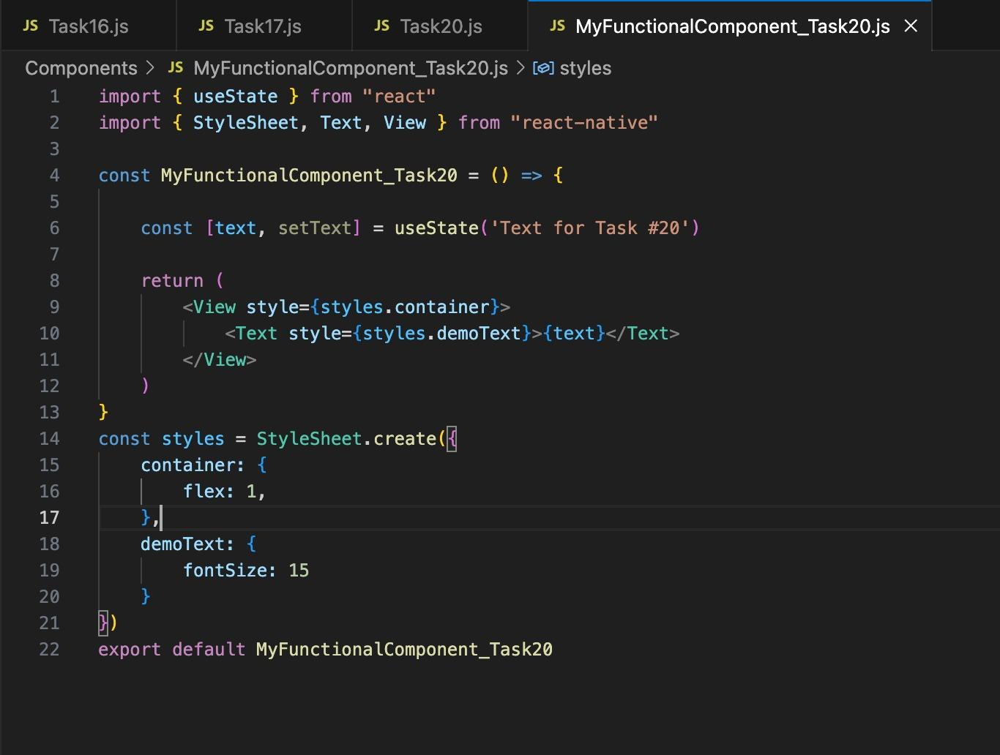 JS Task16.js JS Task17.js JS Task20.js JS MyFunctionalComponent_Task20.js ×
Components > JS MyFunctionalComponent_Task20.js > styles
1 import { useState } from "react"
2 import { StyleSheet, Text, View } from "react-native"
3
4 const MyFunctionalComponent_Task20 = () => {
5
6     const [text, setText] = useState('Text for Task #20')
7
8     return (
9         <View style={styles.container}>
10             <Text style={styles.demoText}>{text}</Text>
11         </View>
12     )
13 }
14 const styles = StyleSheet.create({
15     container: {
16         flex: 1,
17     },
18     demoText: {
19         fontSize: 15
20     }
21 })
22 export default MyFunctionalComponent_Task20